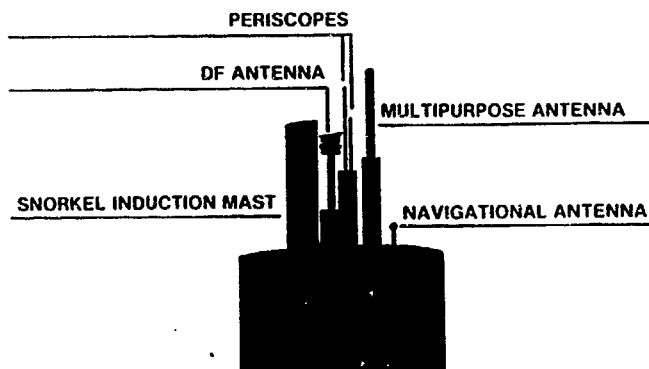 PERISCOPES
DF ANTENNA
MULTIPURPOSE ANTENNA
SNORKEL INDUCTION MAST
NAVIGATIONAL ANTENNA